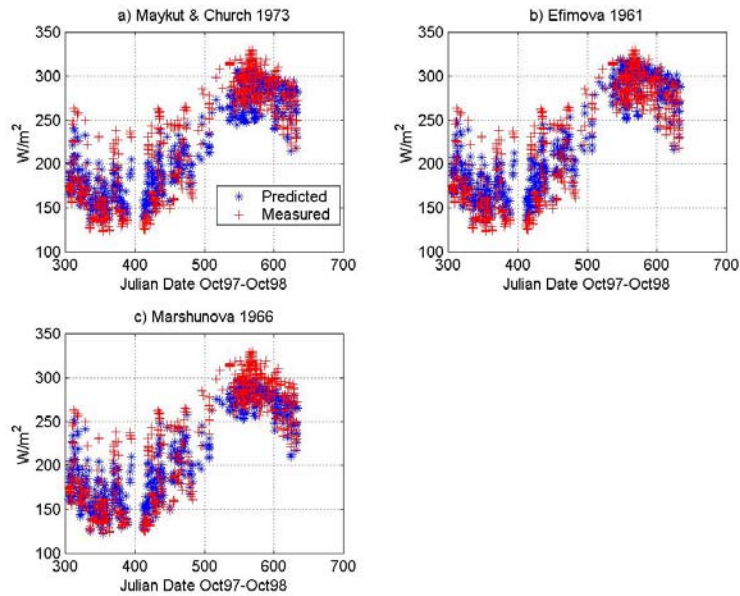 a) Maykut & Church 1973
350
300
250
200
150
100
W/m²
300 400 500 600 700
Julian Date Oct97-Oct98
Predicted
Measured
b) Efimova 1961
350
300
250
200
150
100
W/m²
300 400 500 600 700
Julian Date Oct97-Oct98
c) Marshunova 1966
350
300
250
200
150
100
W/m²
300 400 500 600 700
Julian Date Oct97-Oct98